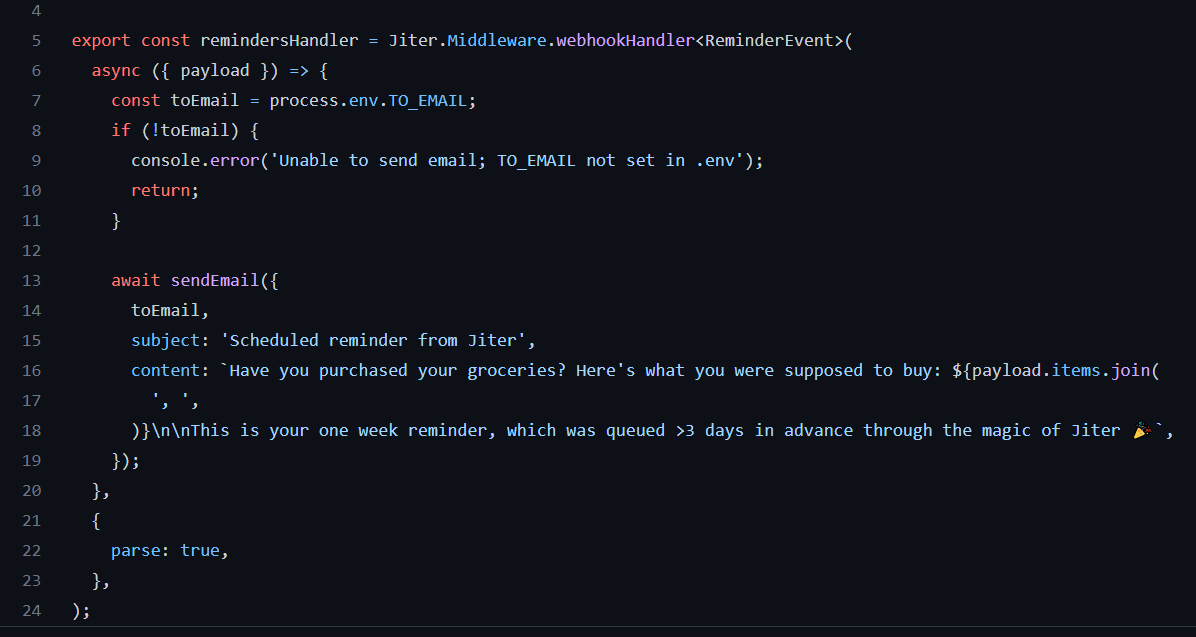 4
5 export const remindersHandler = Jiter.Middleware.webhookHandler<ReminderEvent>(
6   async ({ payload }) => {
7     const toEmail = process.env.TO_EMAIL;
8     if (!toEmail) {
9       console.error('Unable to send email; TO_EMAIL not set in .env');
10       return;
11     }
12
13     await sendEmail({
14       toEmail,
15       subject: 'Scheduled reminder from Jiter',
16       content: `Have you purchased your groceries? Here's what you were supposed to buy: ${payload.items.join(
17         ', ',
18       )}\n\nThis is your one week reminder, which was queued >3 days in advance through the magic of Jiter 🎉`,
19     });
20   },
21   {
22     parse: true,
23   },
24 );